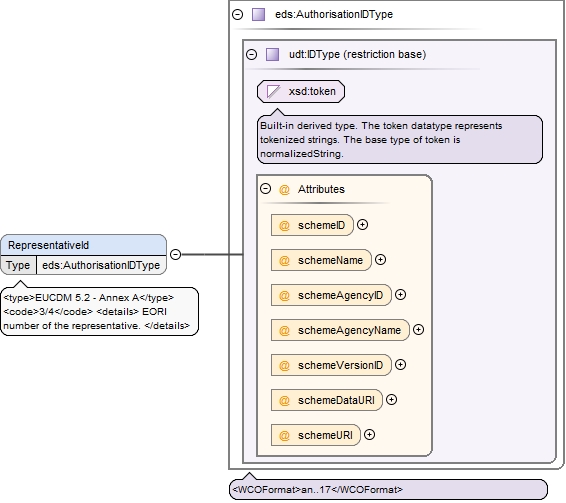 eds:AuthorisationIDType
udt:IDType (restriction base)
xsd:token
Built-in derived type. The token datatype represents
tokenized strings. The base type of token is
normalizedString.
@ Attributes
@ schemeID
@ schemeName
@ schemeAgencyID
@ schemeAgencyName
@ schemeVersionID
@ schemeDataURI
@ schemeURI
RepresentativeId
Type eds:AuthorisationIDType
<type>EUCDM 5.2 - Annex A</type>
<code>3/4</code> <details> EORI
number of the representative. </details>
<WCOFormat>an..17</WCOFormat>